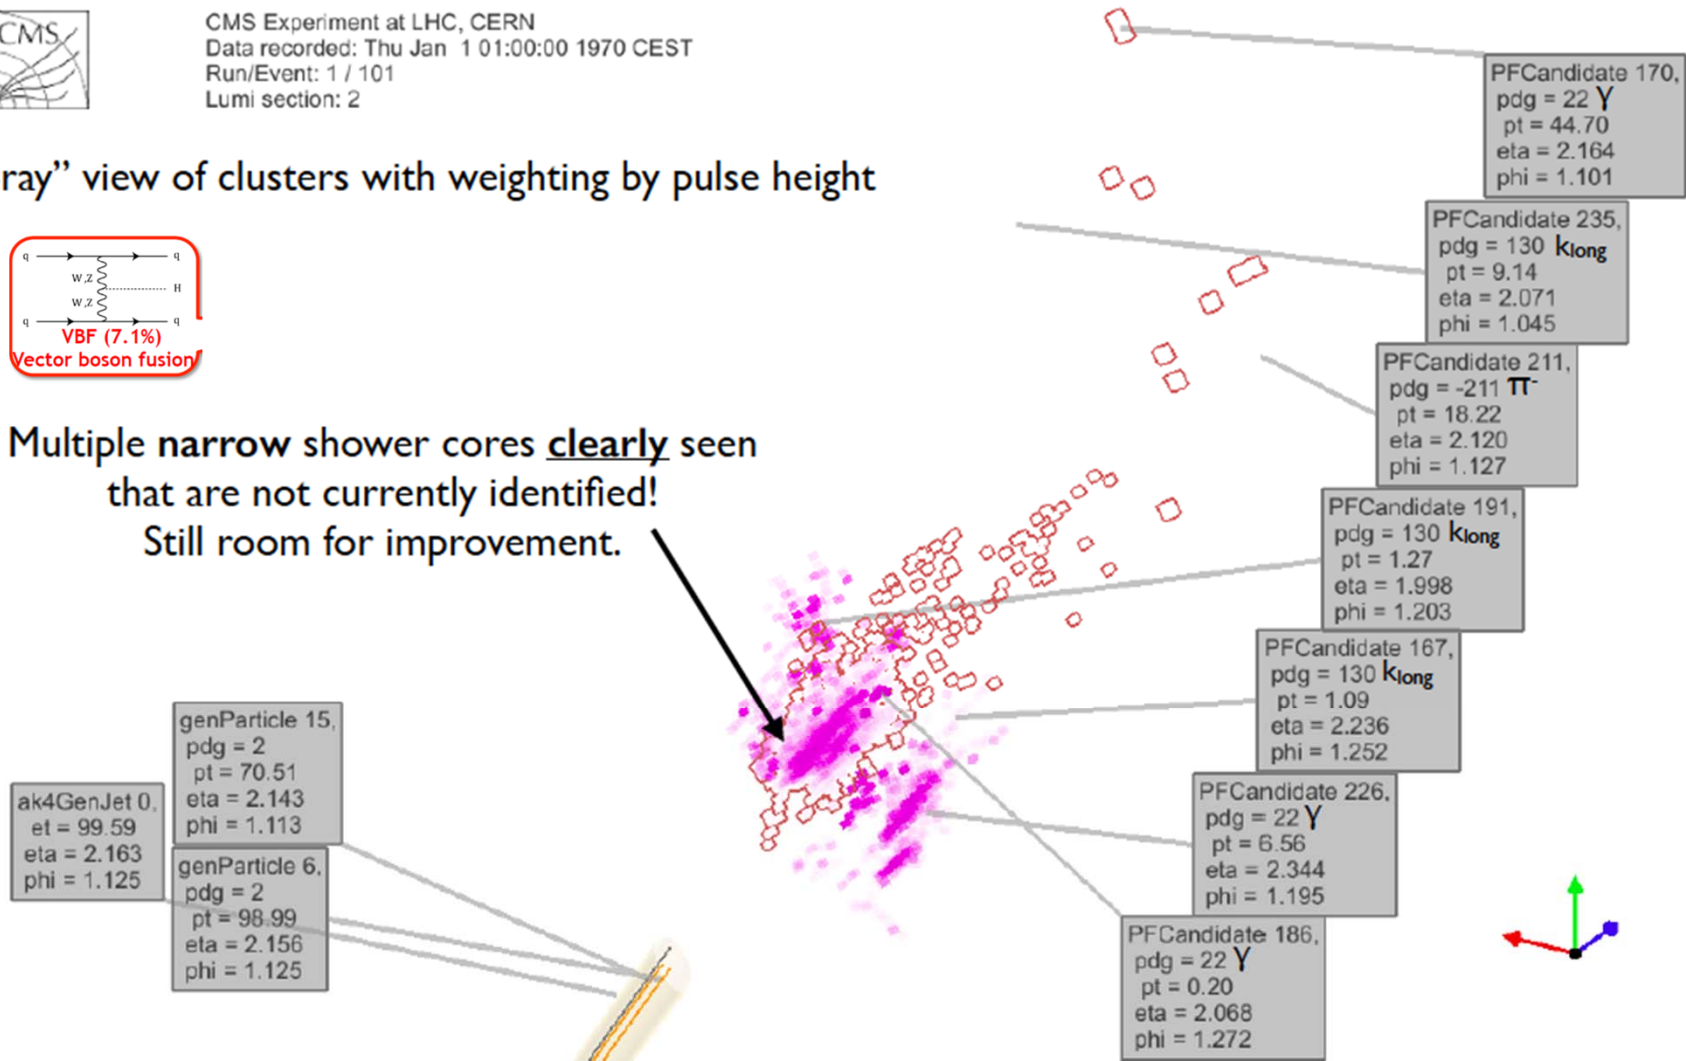 CMS
CMS Experiment at LHC, CERN
Data recorded: Thu Jan 1 01:00:00 1970 CEST
Run/Event: 1 / 101
Lumi section: 2
ray” view of clusters with weighting by pulse height
q
q
W,Z
H
W,Z
q
q
VBF (7.1%)
Vector boson fusion
Multiple narrow shower cores clearly seen
that are not currently identified!
Still room for improvement.
PFCandidate 170,
pdg = 22 γ
pt = 44.70
eta = 2.164
phi = 1.101
PFCandidate 235,
pdg = 130 klong
pt = 9.14
eta = 2.071
phi = 1.045
PFCandidate 211,
pdg = -211 π-
pt = 18.22
eta = 2.120
phi = 1.127
PFCandidate 191,
pdg = 130 klong
pt = 1.27
eta = 1.998
phi = 1.203
PFCandidate 167,
pdg = 130 klong
pt = 1.09
eta = 2.236
phi = 1.252
PFCandidate 226,
pdg = 22 γ
pt = 6.56
eta = 2.344
phi = 1.195
PFCandidate 186,
pdg = 22 γ
pt = 0.20
eta = 2.068
phi = 1.272
genParticle 15,
pdg = 2
pt = 70.51
eta = 2.143
phi = 1.113
ak4GenJet 0,
et = 99.59
eta = 2.163
phi = 1.125
genParticle 6,
pdg = 2
pt = 98.99
eta = 2.156
phi = 1.125